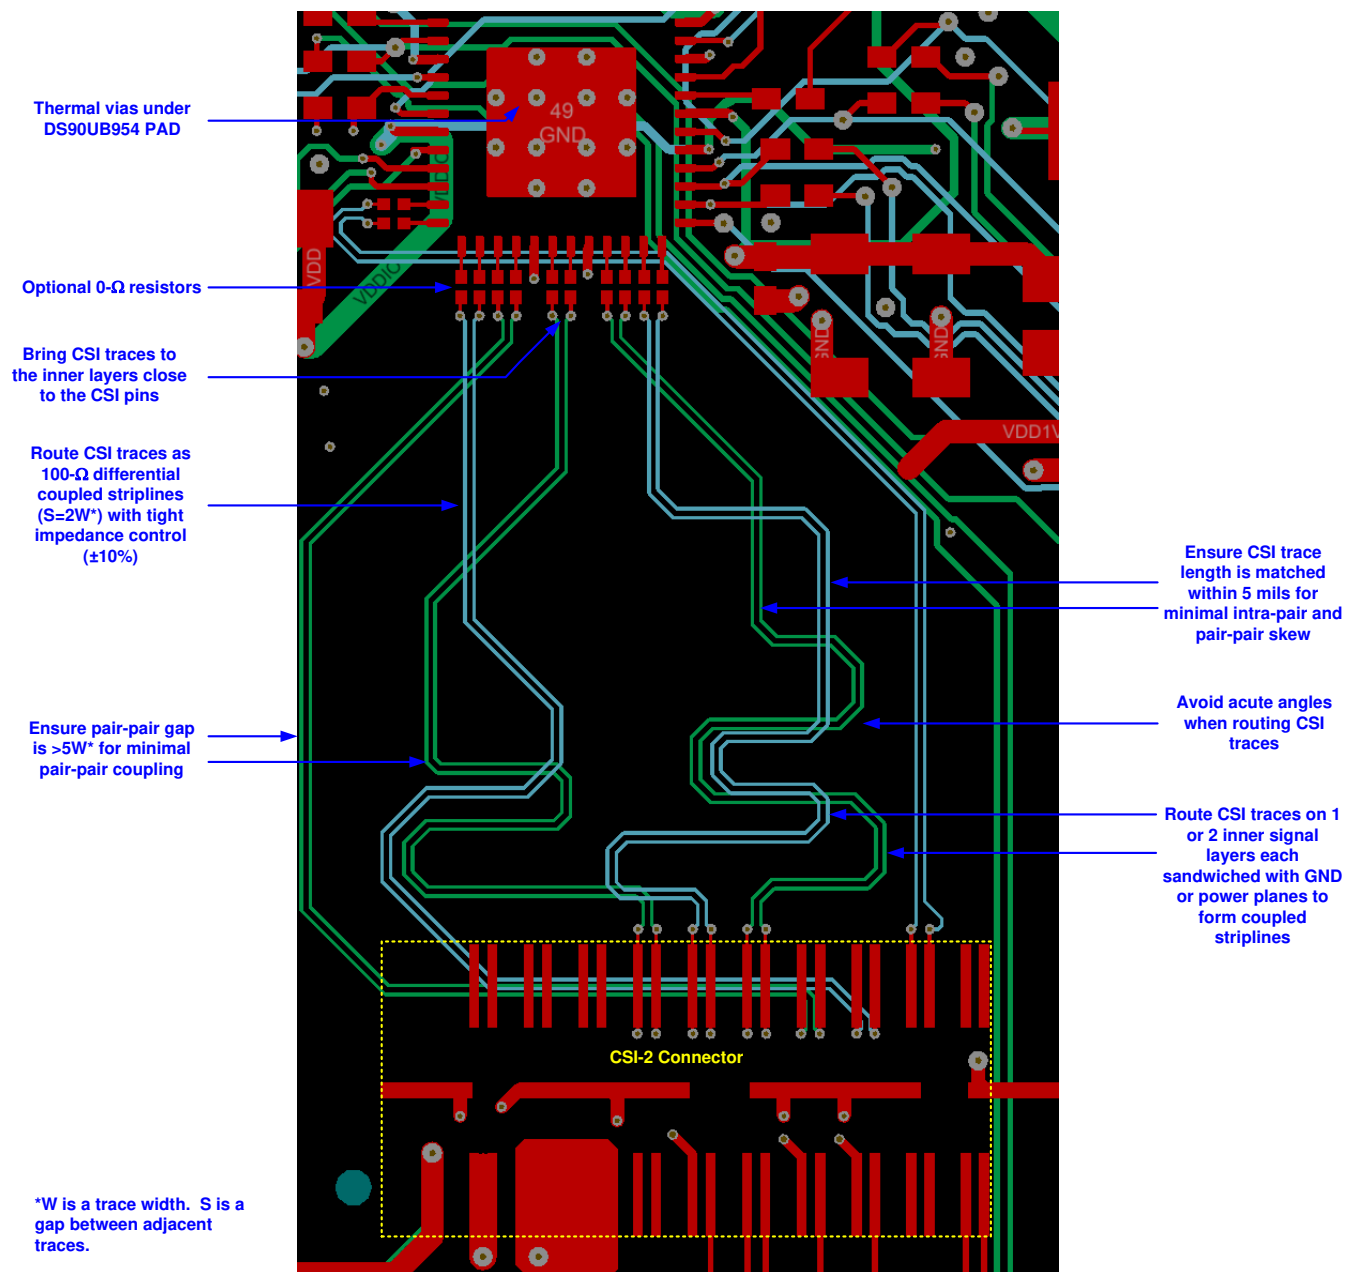 Thermal vias under
DS90UB954 PAD
49
GND
VDDIO
VDD
VDDIO
Optional 0-Ω resistors
Bring CSI traces to
the inner layers close
to the CSI pins
GND
GND
VDD1V
Route CSI traces as
100-Ω differential
coupled striplines
(S=2W*) with tight
impedance control
(±10%)
Ensure CSI trace
length is matched
within 5 mils for
minimal intra-pair and
pair-pair skew
Ensure pair-pair gap
is >5W* for minimal
pair-pair coupling
Avoid acute angles
when routing CSI
traces
Route CSI traces on 1
or 2 inner signal
layers each
sandwiched with GND
or power planes to
form coupled
striplines
CSI-2 Connector
*W is a trace width. S is a
gap between adjacent
traces.